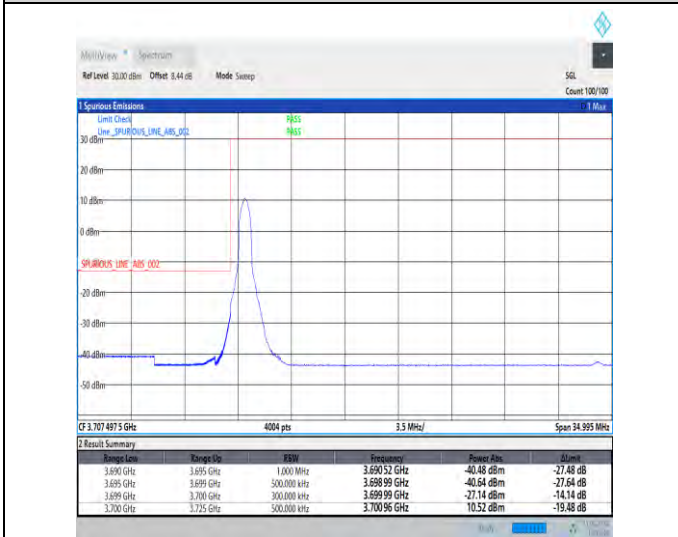 MultiView Spectrum
Ref Level 30.00 dBm Offset 8.44 dB Mode Sweep SGL
Count 100/100
1 Spurious Emissions 1 Max
Limit Check PASS
Line _SPURIOUS_LINE_ABS_002 PASS
30 dBm
20 dBm
10 dBm
0 dBm
_SPURIOUS_LINE_ABS_002
-20 dBm
-30 dBm
-40 dBm
-50 dBm
CF 3.707 497 5 GHz 4004 pts 3.5 MHz/ Span 34.995 MHz
2 Result Summary
Range Low Range Up RBW Frequency Power Abs ΔLimit
3.690 GHz 3.695 GHz 1.000 MHz 3.690 52 GHz -40.48 dBm -27.48 dB
3.695 GHz 3.699 GHz 500.000 kHz 3.698 99 GHz -40.64 dBm -27.64 dB
3.699 GHz 3.700 GHz 300.000 kHz 3.699 99 GHz -27.14 dBm -14.14 dB
3.700 GHz 3.725 GHz 500.000 kHz 3.700 96 GHz 10.52 dBm -19.48 dB